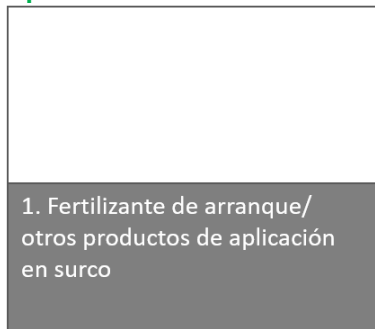 1. Fertilizante de arranque/
otros productos de aplicación
en surco